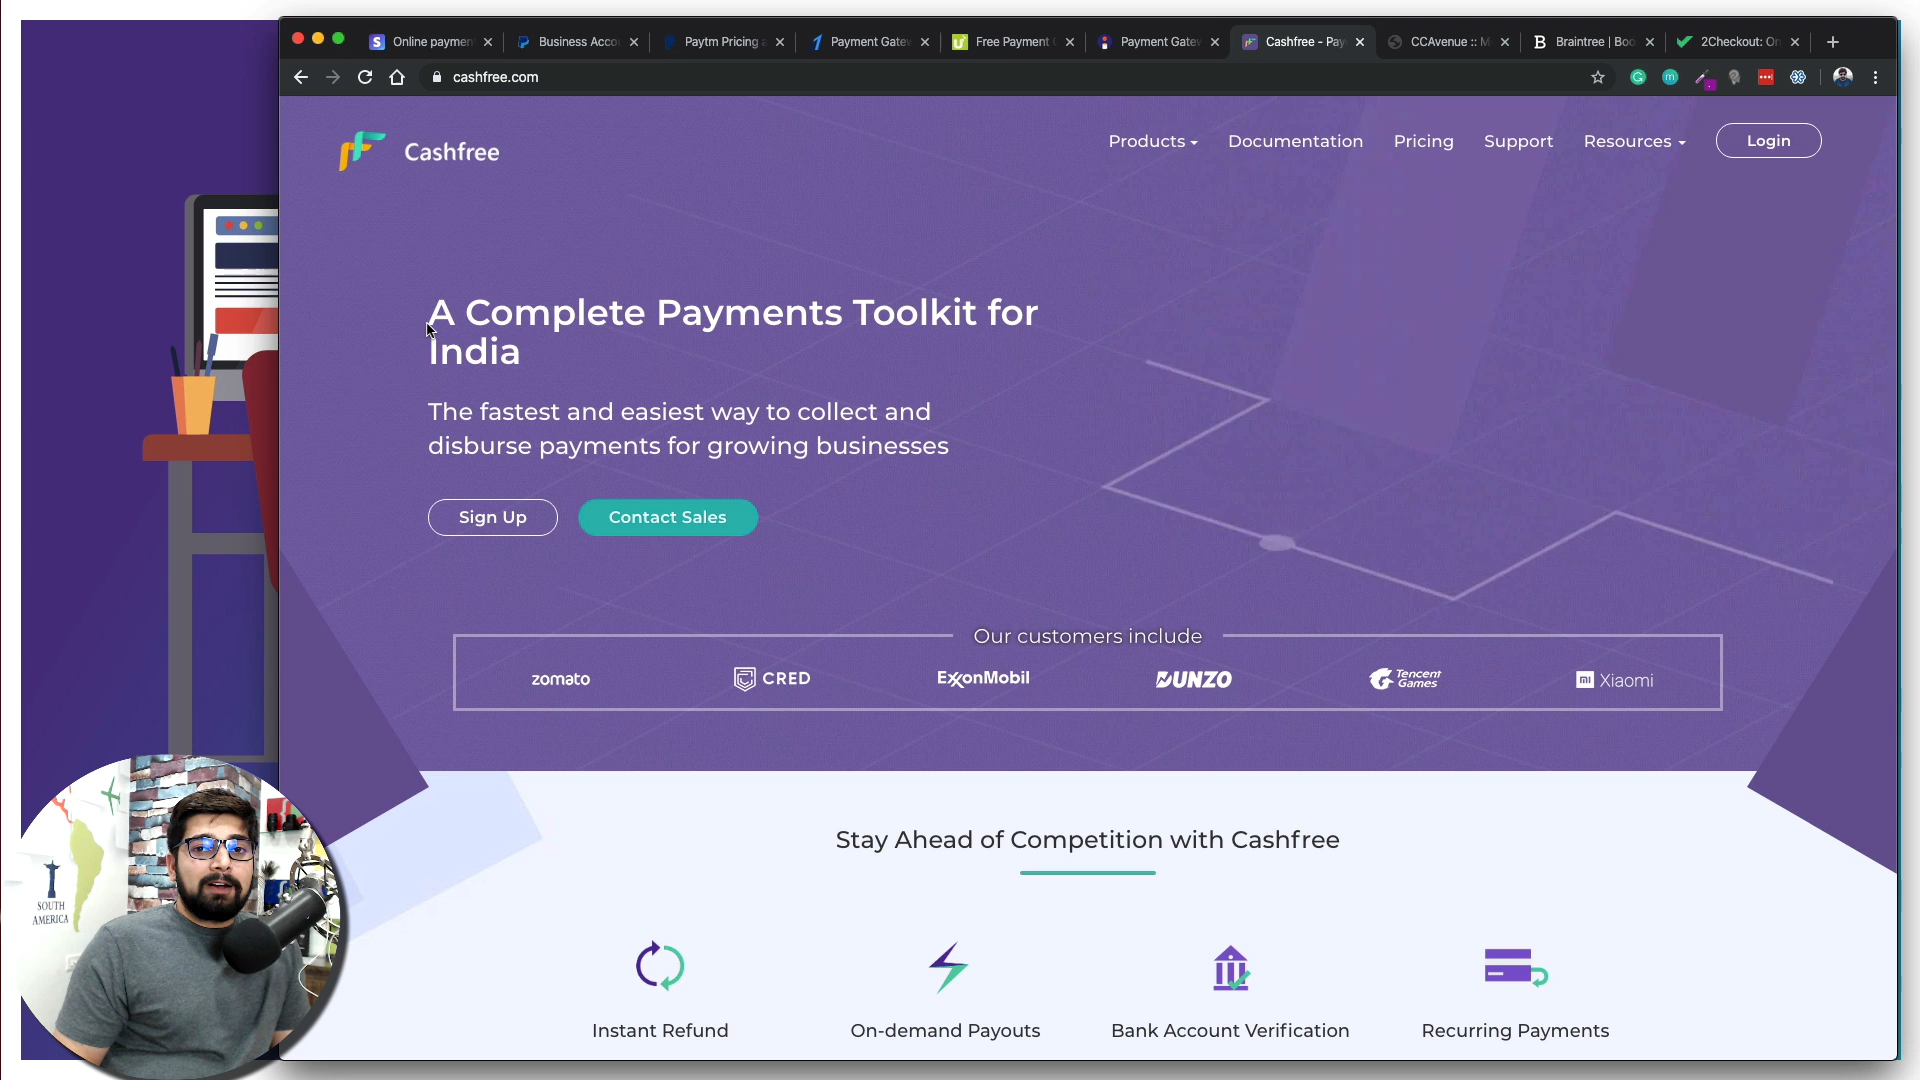 Online paymen
Business Acco
Paytm Pricing a
Payment Gatew
Free Payment G
Payment Gatew
Cashfree - Pay
CCAvenue :: M
Braintree | Boo
2Checkout: On
cashfree.com
Cashfree
Products
Documentation
Pricing
Support
Resources
Login
A Complete Payments Toolkit for
India
The fastest and easiest way to collect and
disburse payments for growing businesses
Sign Up
Contact Sales
Our customers include
zomato
CRED
ExxonMobil
DUNZO
Tencent
Games
mi Xiaomi
Stay Ahead of Competition with Cashfree
Instant Refund
On-demand Payouts
Bank Account Verification
Recurring Payments
SOUTH
AMERICA